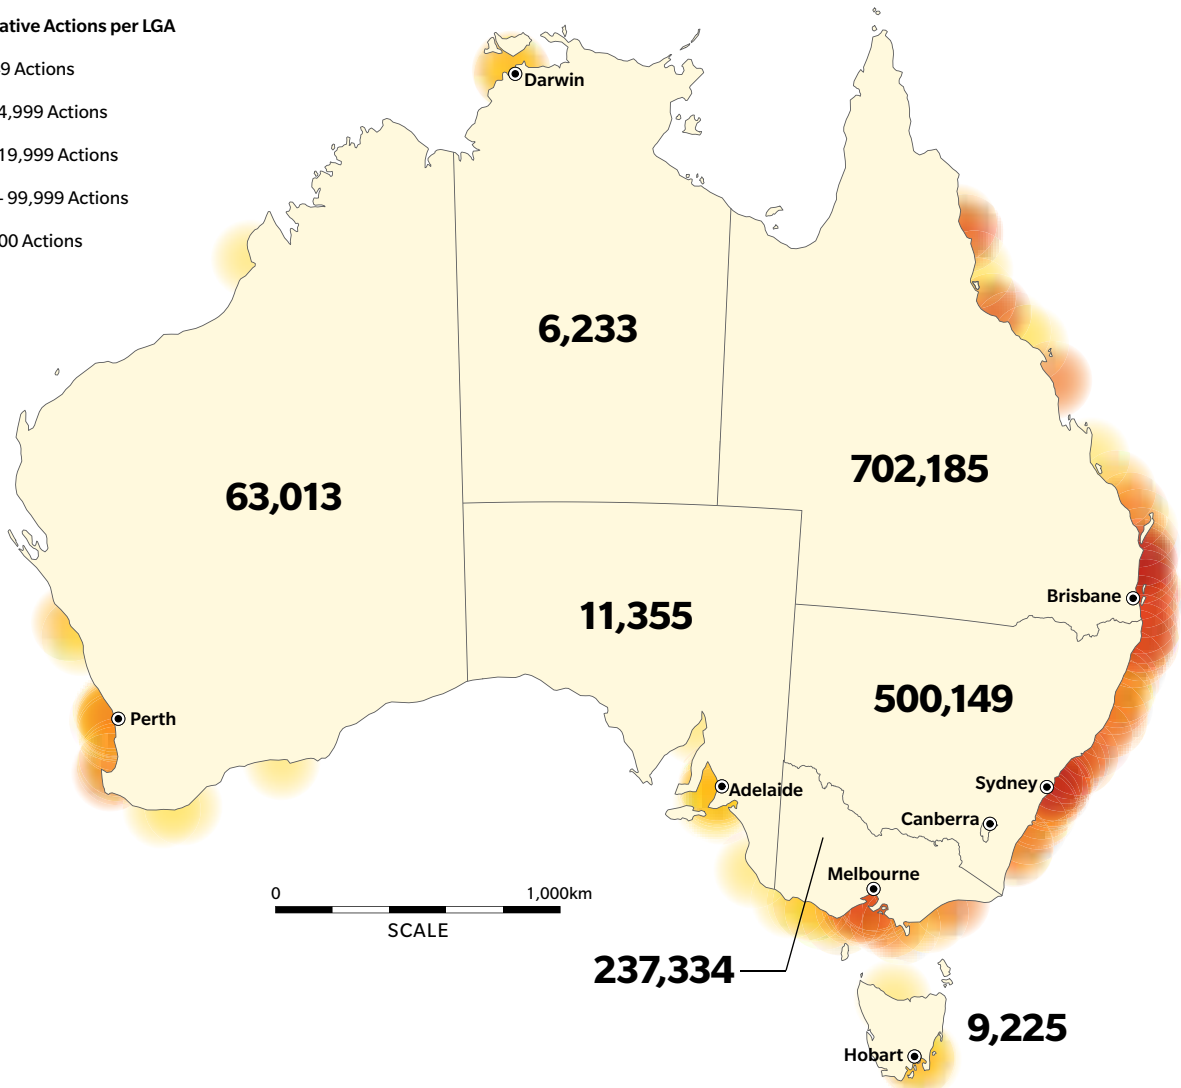 ative Actions per LGA
9 Actions
4,999 Actions
19,999 Actions
- 99,999 Actions
00 Actions
Darwin
6,233
702,185
63,013
Brisbane
11,355
500,149
Perth
Sydney
Adelaide
Canberra
Melbourne
0 1,000km
SCALE
237,334
9,225
Hobart